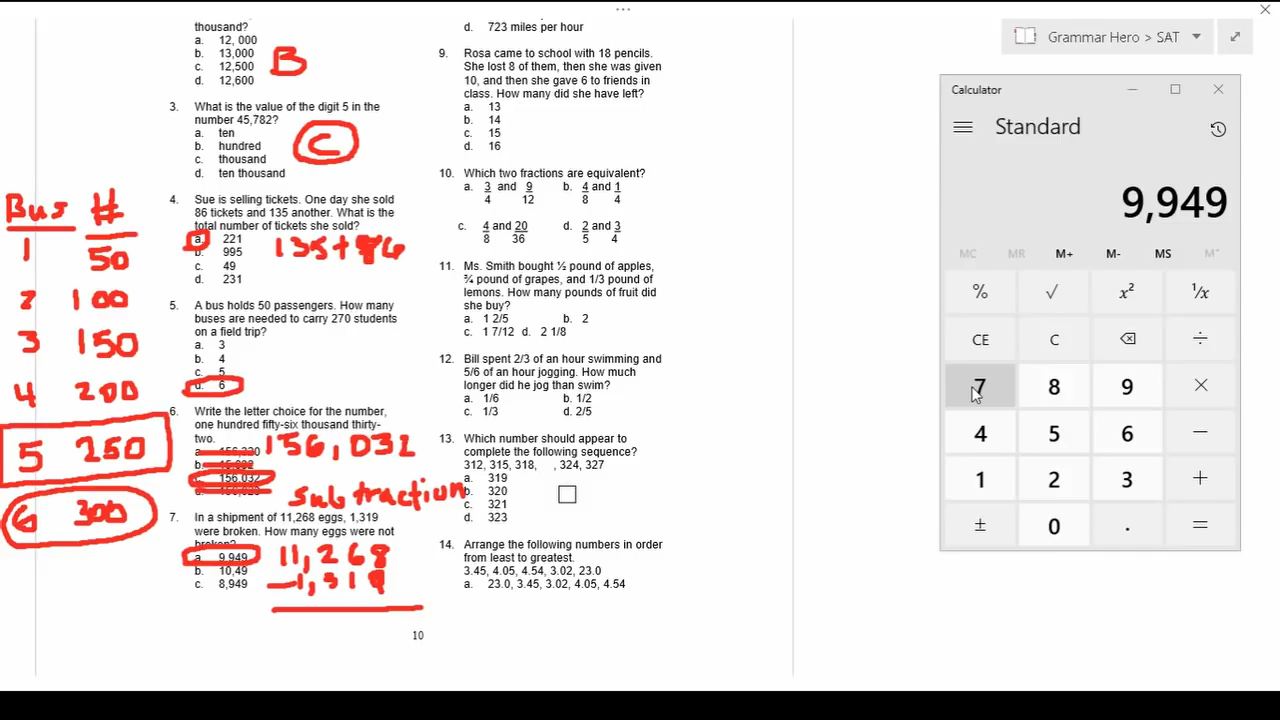 thousand?
a. 12, 000
b. 13,000
c. 12,500
d. 12,600
B
3. What is the value of the digit 5 in the
number 45,782?
a. ten
b. hundred
c. thousand
d. ten thousand
C
4. Sue is selling tickets. One day she sold
86 tickets and 135 another. What is the
total number of tickets she sold?
a. 221
b. 995
c. 49
d. 231
135+86
5. A bus holds 50 passengers. How many
buses are needed to carry 270 students
on a field trip?
a. 3
b. 4
c. 5
d. 6
Bus #
1 50
2 100
3 150
4 200
5 250
6 300
6. Write the letter choice for the number,
one hundred fifty-six thousand thirty-
two.
156,032
c. 156,032
subtraction
7. In a shipment of 11,268 eggs, 1,319
were broken. How many eggs were not
broken?
a. 9,949
b. 10,49
c. 8,949
11,268
-1,319
d. 723 miles per hour
9. Rosa came to school with 18 pencils.
She lost 8 of them, then she was given
10, and then she gave 6 to friends in
class. How many did she have left?
a. 13
b. 14
c. 15
d. 16
10. Which two fractions are equivalent?
a. 3 and 9 b. 4 and 1
4 12 8 4
c. 4 and 20 d. 2 and 3
8 36 5 4
11. Ms. Smith bought ½ pound of apples,
¾ pound of grapes, and 1/3 pound of
lemons. How many pounds of fruit did
she buy?
a. 1 2/5 b. 2
c. 1 7/12 d. 2 1/8
12. Bill spent 2/3 of an hour swimming and
5/6 of an hour jogging. How much
longer did he jog than swim?
a. 1/6 b. 1/2
c. 1/3 d. 2/5
13. Which number should appear to
complete the following sequence?
312, 315, 318, , 324, 327
a. 319
b. 320
c. 321
d. 323
14. Arrange the following numbers in order
from least to greatest.
3.45, 4.05, 4.54, 3.02, 23.0
a. 23.0, 3.45, 3.02, 4.05, 4.54
10
Grammar Hero > SAT
Calculator
Standard
9,949
MC MR M+ M- MS M˅
% √ x² ¹/x
CE C ÷
7 8 9 ×
4 5 6 −
1 2 3 +
± 0 . =